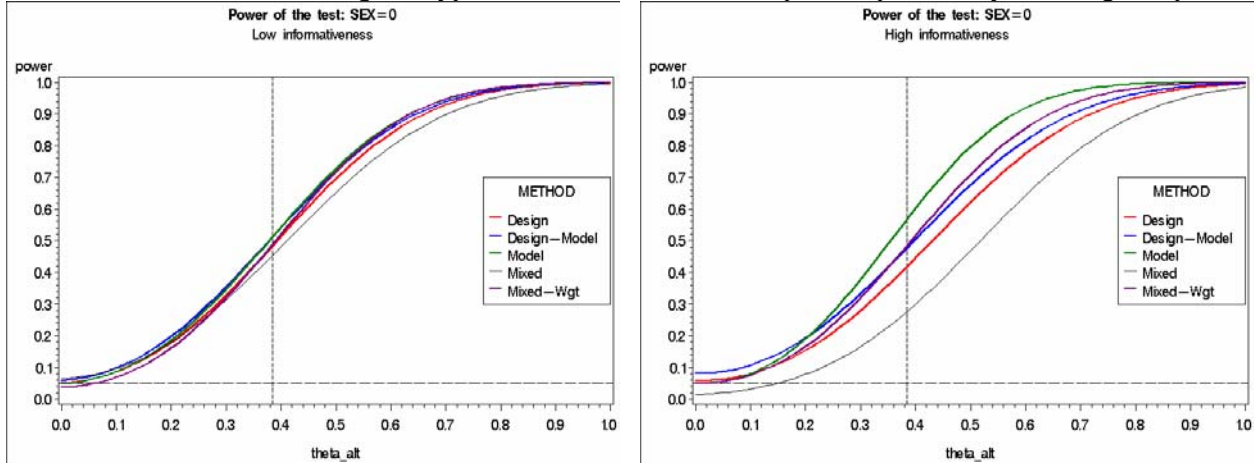 Power of the test: SEX=0
Low informativeness
power
1.0
0.9
0.8
0.7
0.6
0.5
0.4
0.3
0.2
0.1
0.0
METHOD
Design
Design—Model
Model
Mixed
Mixed—Wgt
0.0 0.1 0.2 0.3 0.4 0.5 0.6 0.7 0.8 0.9 1.0
theta_alt
Power of the test: SEX=0
High informativeness
power
1.0
0.9
0.8
0.7
0.6
0.5
0.4
0.3
0.2
0.1
0.0
METHOD
Design
Design—Model
Model
Mixed
Mixed—Wgt
0.0 0.1 0.2 0.3 0.4 0.5 0.6 0.7 0.8 0.9 1.0
theta_alt